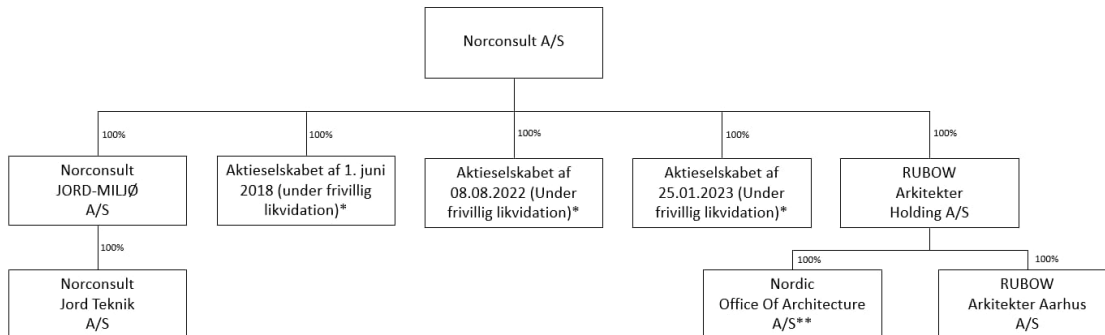 Norconsult A/S
100%
100%
100%
100%
100%
Norconsult
JORD-MILJØ
A/S
Aktieselskabet af 1. juni
2018 (under frivillig
likvidation)*
Aktieselskabet af
08.08.2022 (Under
frivillig likvidation)*
Aktieselskabet af
25.01.2023 (Under
frivillig likvidation)*
RUBOW
Arkitekter
Holding A/S
100%
100%
100%
Norconsult
Jord Teknik
A/S
Nordic
Office Of Architecture
A/S**
RUBOW
Arkitekter Aarhus
A/S